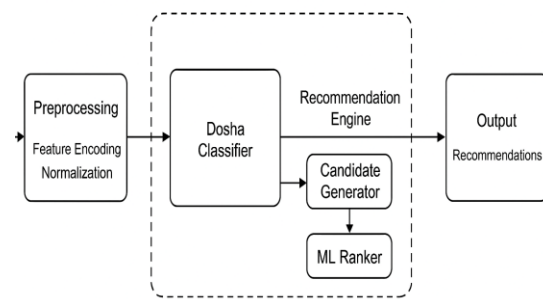 Preprocessing
Feature Encoding
Normalization
Dosha
Classifier
Recommendation
Engine
Candidate
Generator
ML Ranker
Output
Recommendations